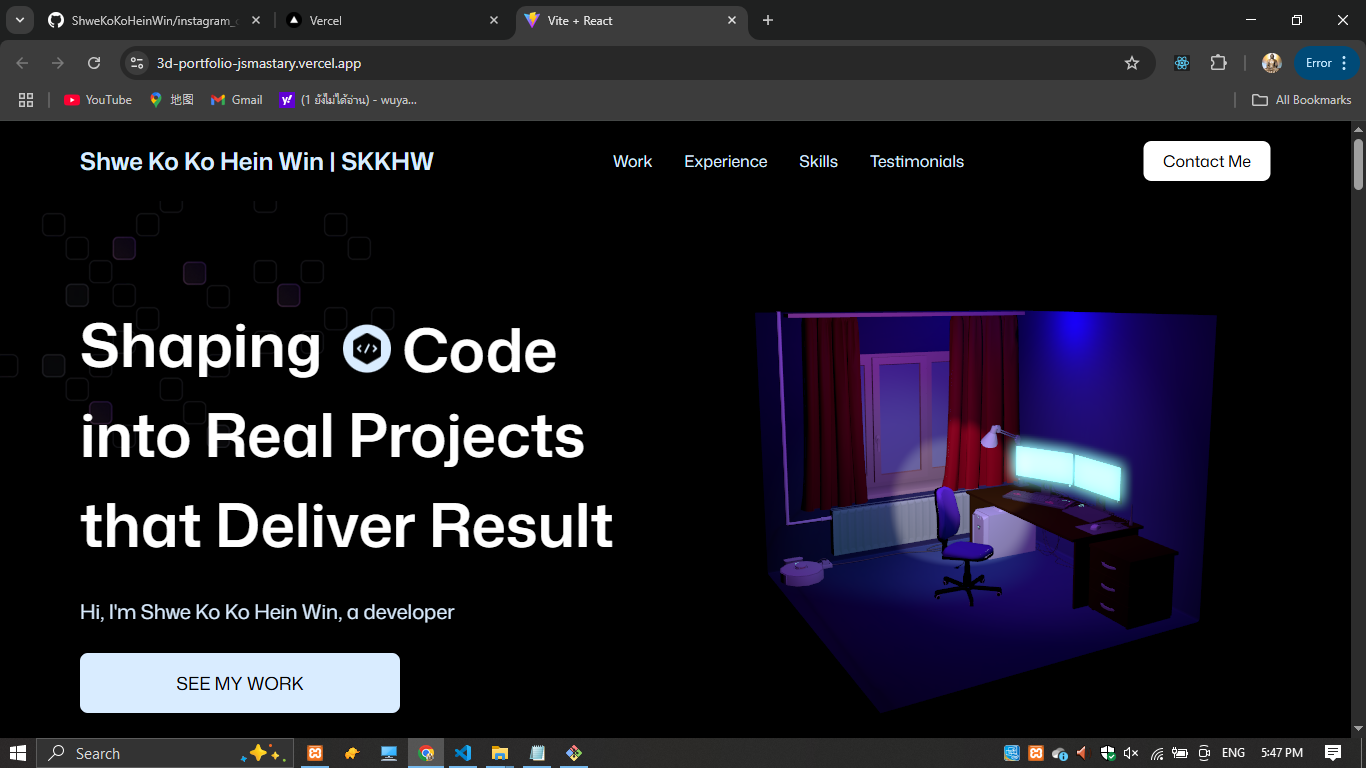 ShweKoKoHeinWin/instagram_
Vercel
Vite + React
3d-portfolio-jsmastary.vercel.app
Error
YouTube
地图
Gmail
(1 ยังไม่ได้อ่าน) - wuya...
All Bookmarks
Shwe Ko Ko Hein Win | SKKHW
Work
Experience
Skills
Testimonials
Contact Me
Shaping </> Code
into Real Projects
that Deliver Result
Hi, I'm Shwe Ko Ko Hein Win, a developer
SEE MY WORK
Search
ENG
5:47 PM